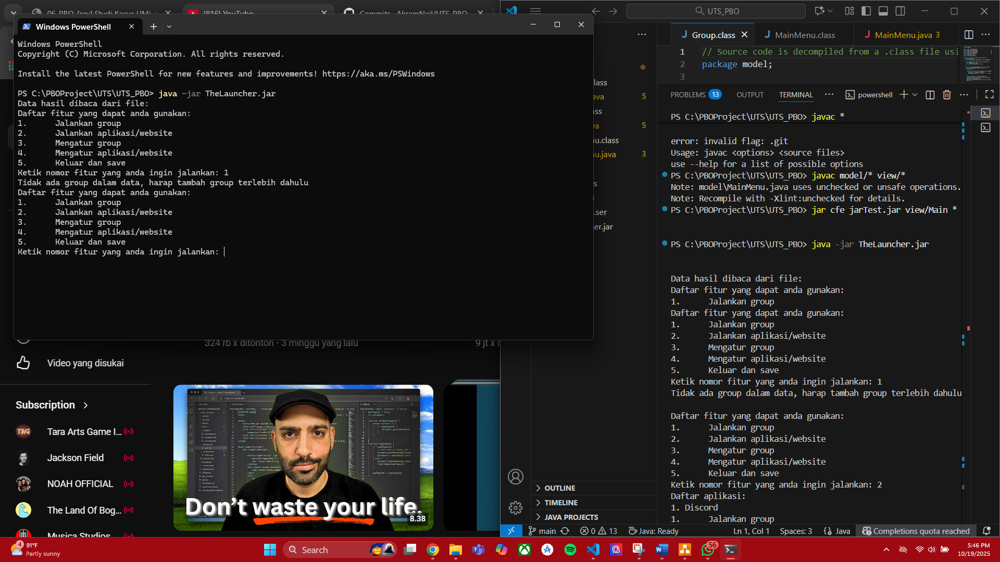 06_PBO_[rev] Studi Kasus UML
(816) YouTube
Commits · AkramNail/UTS_PBO
Windows PowerShell
Windows PowerShell
Copyright (C) Microsoft Corporation. All rights reserved.
Install the latest PowerShell for new features and improvements! https://aka.ms/PSWindows
PS C:\PBOProject\UTS\UTS_PBO> java -jar TheLauncher.jar
Data hasil dibaca dari file:
Daftar fitur yang dapat anda gunakan:
1. Jalankan group
2. Jalankan aplikasi/website
3. Mengatur group
4. Mengatur aplikasi/website
5. Keluar dan save
Ketik nomor fitur yang anda ingin jalankan: 1
Tidak ada group dalam data, harap tambah group terlebih dahulu
Daftar fitur yang dapat anda gunakan:
1. Jalankan group
2. Jalankan aplikasi/website
3. Mengatur group
4. Mengatur aplikasi/website
5. Keluar dan save
Ketik nomor fitur yang anda ingin jalankan:
324 rb x ditonton · 3 minggu yang lalu
9 jt x
Video yang disukai
Subscription
Tara Arts Game I...
Jackson Field
NOAH OFFICIAL
The Land Of Bog...
Musica Studios
TAG
Don't waste your life.
8.38
UTS_PBO
Group.class
MainMenu.class
MainMenu.java 3
lass
ava 5
ss
va 5
u.class
u.java 3
s
.ser
er.jar
1 // Source code is decompiled from a .class file usi
2 package model;
3
PROBLEMS 13
OUTPUT
TERMINAL
powershell
PS C:\PBOProject\UTS\UTS_PBO> javac *
error: invalid flag: .git
Usage: javac <options> <source files>
use --help for a list of possible options
PS C:\PBOProject\UTS\UTS_PBO> javac model/* view/*
Note: model\MainMenu.java uses unchecked or unsafe operations.
Note: Recompile with -Xlint:unchecked for details.
PS C:\PBOProject\UTS\UTS_PBO> jar cfe jarTest.jar view/Main *
PS C:\PBOProject\UTS\UTS_PBO> java -jar TheLauncher.jar
Data hasil dibaca dari file:
Daftar fitur yang dapat anda gunakan:
1. Jalankan group
Daftar fitur yang dapat anda gunakan:
1. Jalankan group
2. Jalankan aplikasi/website
3. Mengatur group
4. Mengatur aplikasi/website
5. Keluar dan save
Ketik nomor fitur yang anda ingin jalankan: 1
Tidak ada group dalam data, harap tambah group terlebih dahulu
Daftar fitur yang dapat anda gunakan:
1. Jalankan group
2. Jalankan aplikasi/website
3. Mengatur group
4. Mengatur aplikasi/website
5. Keluar dan save
Ketik nomor fitur yang anda ingin jalankan: 2
Daftar aplikasi:
1. Discord
1. Jalankan group
OUTLINE
TIMELINE
JAVA PROJECTS
main
0
13
Java: Ready
Ln 1, Col 1
Spaces: 3
Java
Completions quota reached
4
91°F
Partly sunny
Search
56
5:46 PM
10/19/2025